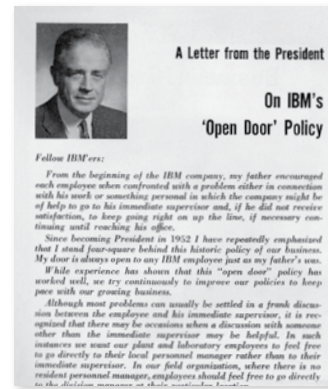 A Letter from the President
On IBM's
'Open Door' Policy
Fellow IBM'ers:
From the beginning of the IBM company, my father encouraged
each employee when confronted with a problem either in connection
with his work or something personal in which the company might be
of help to go to his immediate supervisor and, if he did not receive
satisfaction, to keep going right on up the line, if necessary con-
tinuing until reaching his office.
Since becoming President in 1952 I have repeatedly emphasized
that I stand four-square behind this historic policy of our business.
My door is always open to any IBM employee just as my father's was.
While experience has shown that this "open door" policy has
worked well, we try continuously to improve our policies to keep
pace with our growing business.
Although most problems can usually be settled in a frank discus-
sion between the employee and his immediate supervisor, it is rec-
ognized that there may be occasions when a discussion with someone
other than the immediate supervisor may be helpful. In such
instances we want our plant and laboratory employees to feel free
to go directly to their local personnel manager rather than to their
immediate supervisor. In our field organization, where there is no
resident personnel manager, employees should feel free to go directly
to the division manager at their particular location.